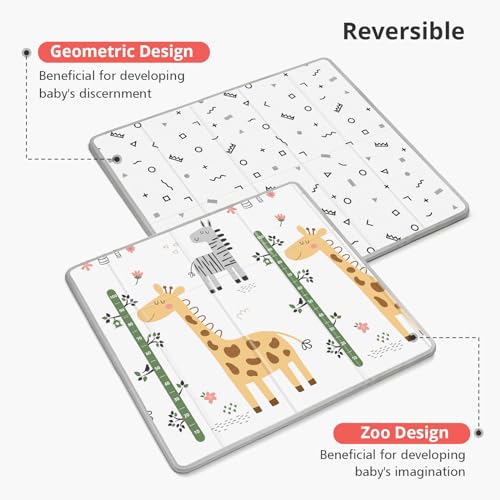 Reversible
Geometric Design
Beneficial for developing
baby's discernment
Zoo Design
Beneficial for developing
baby's imagination